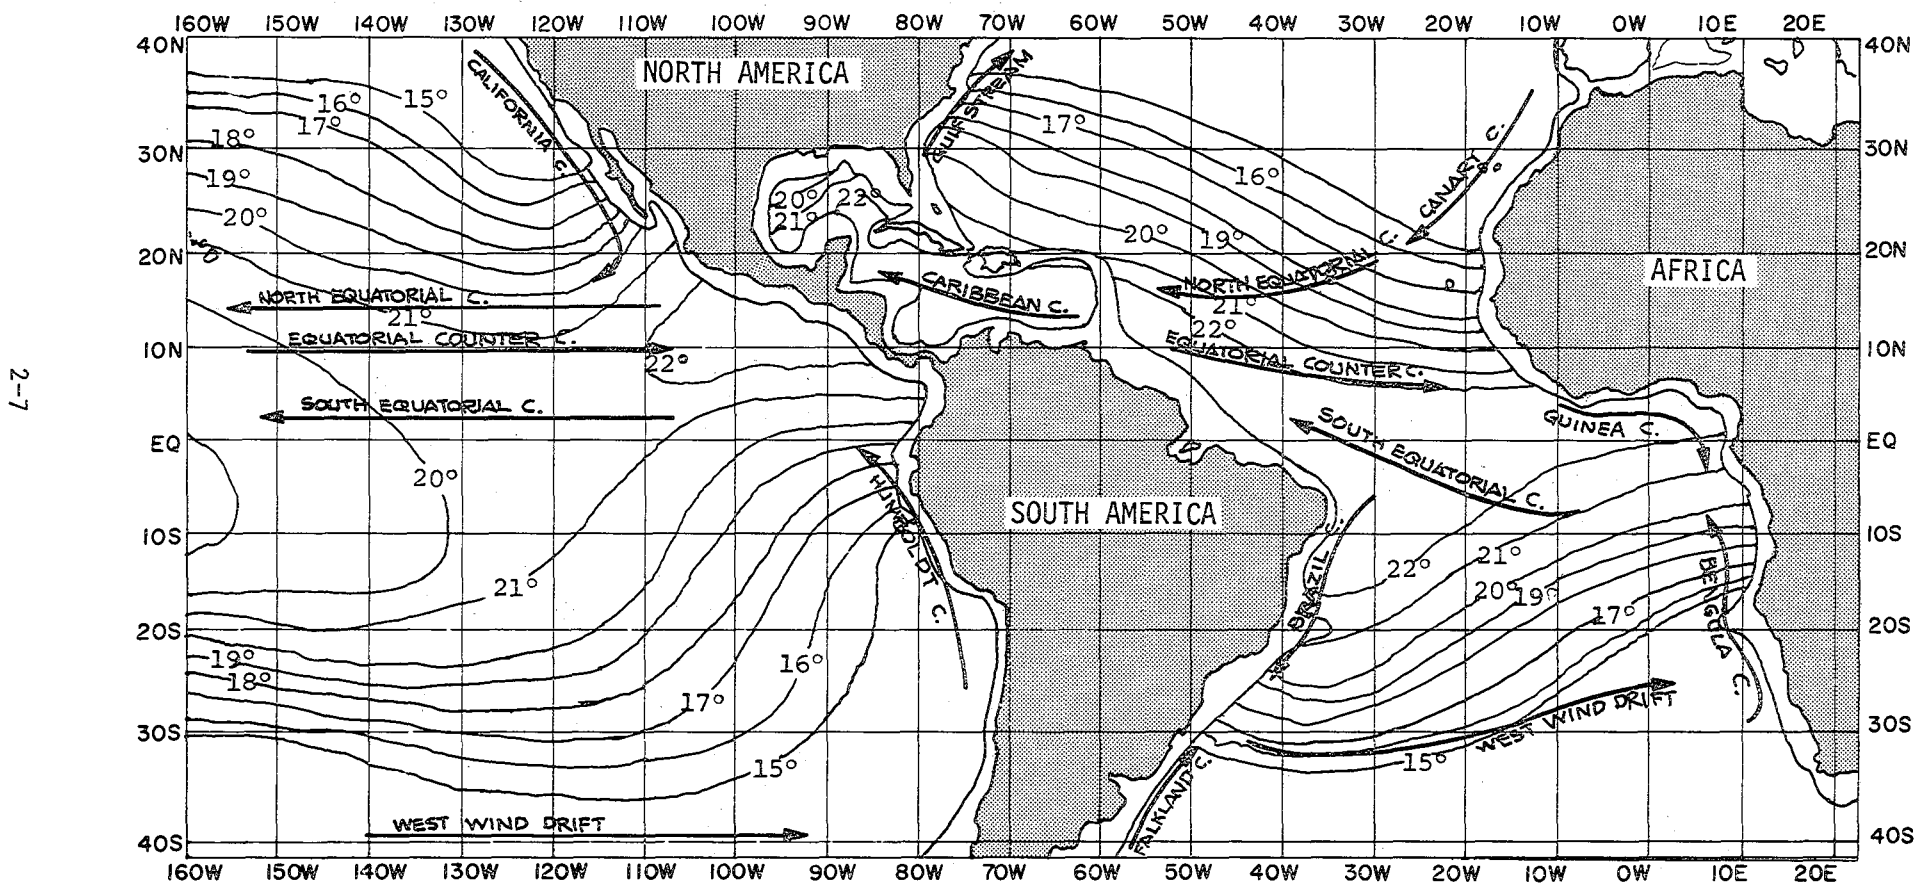 160W 150W 140W 130W 120W 110W 100W 90W 80W 70W 60W 50W 40W 30W 20W 10W 0W 10E 20E
40N 40N
NORTH AMERICA
CALIFORNIA C.
GULF STREAM
16° 15°
17°
17°
18°
30N 30N
19°
16°
CANARY C.
20° 22°
21°
20°
20° 19°
20N 20N
AFRICA
NORTH EQUATORIAL C.
CARIBBEAN C.
NORTH EQUATORIAL C.
21°
21°
22°
EQUATORIAL COUNTER C.
EQUATORIAL COUNTER C.
10N 10N
22°
SOUTH EQUATORIAL C.
SOUTH EQUATORIAL C.
GUINEA C.
2-7
EQ EQ
20°
HUMBOLDT C.
SOUTH AMERICA
10S 10S
BRAZIL C.
BENGULA C.
21°
22° 21°
20° 19°
17°
20S 20S
19°
18°
16°
17°
30S 30S
WEST WIND DRIFT
15°
15°
FALKLAND C.
WEST WIND DRIFT
40S 40S
160W 150W 140W 130W 120W 110W 100W 90W 80W 70W 60W 50W 40W 30W 20W 10W 0W 10E 20E